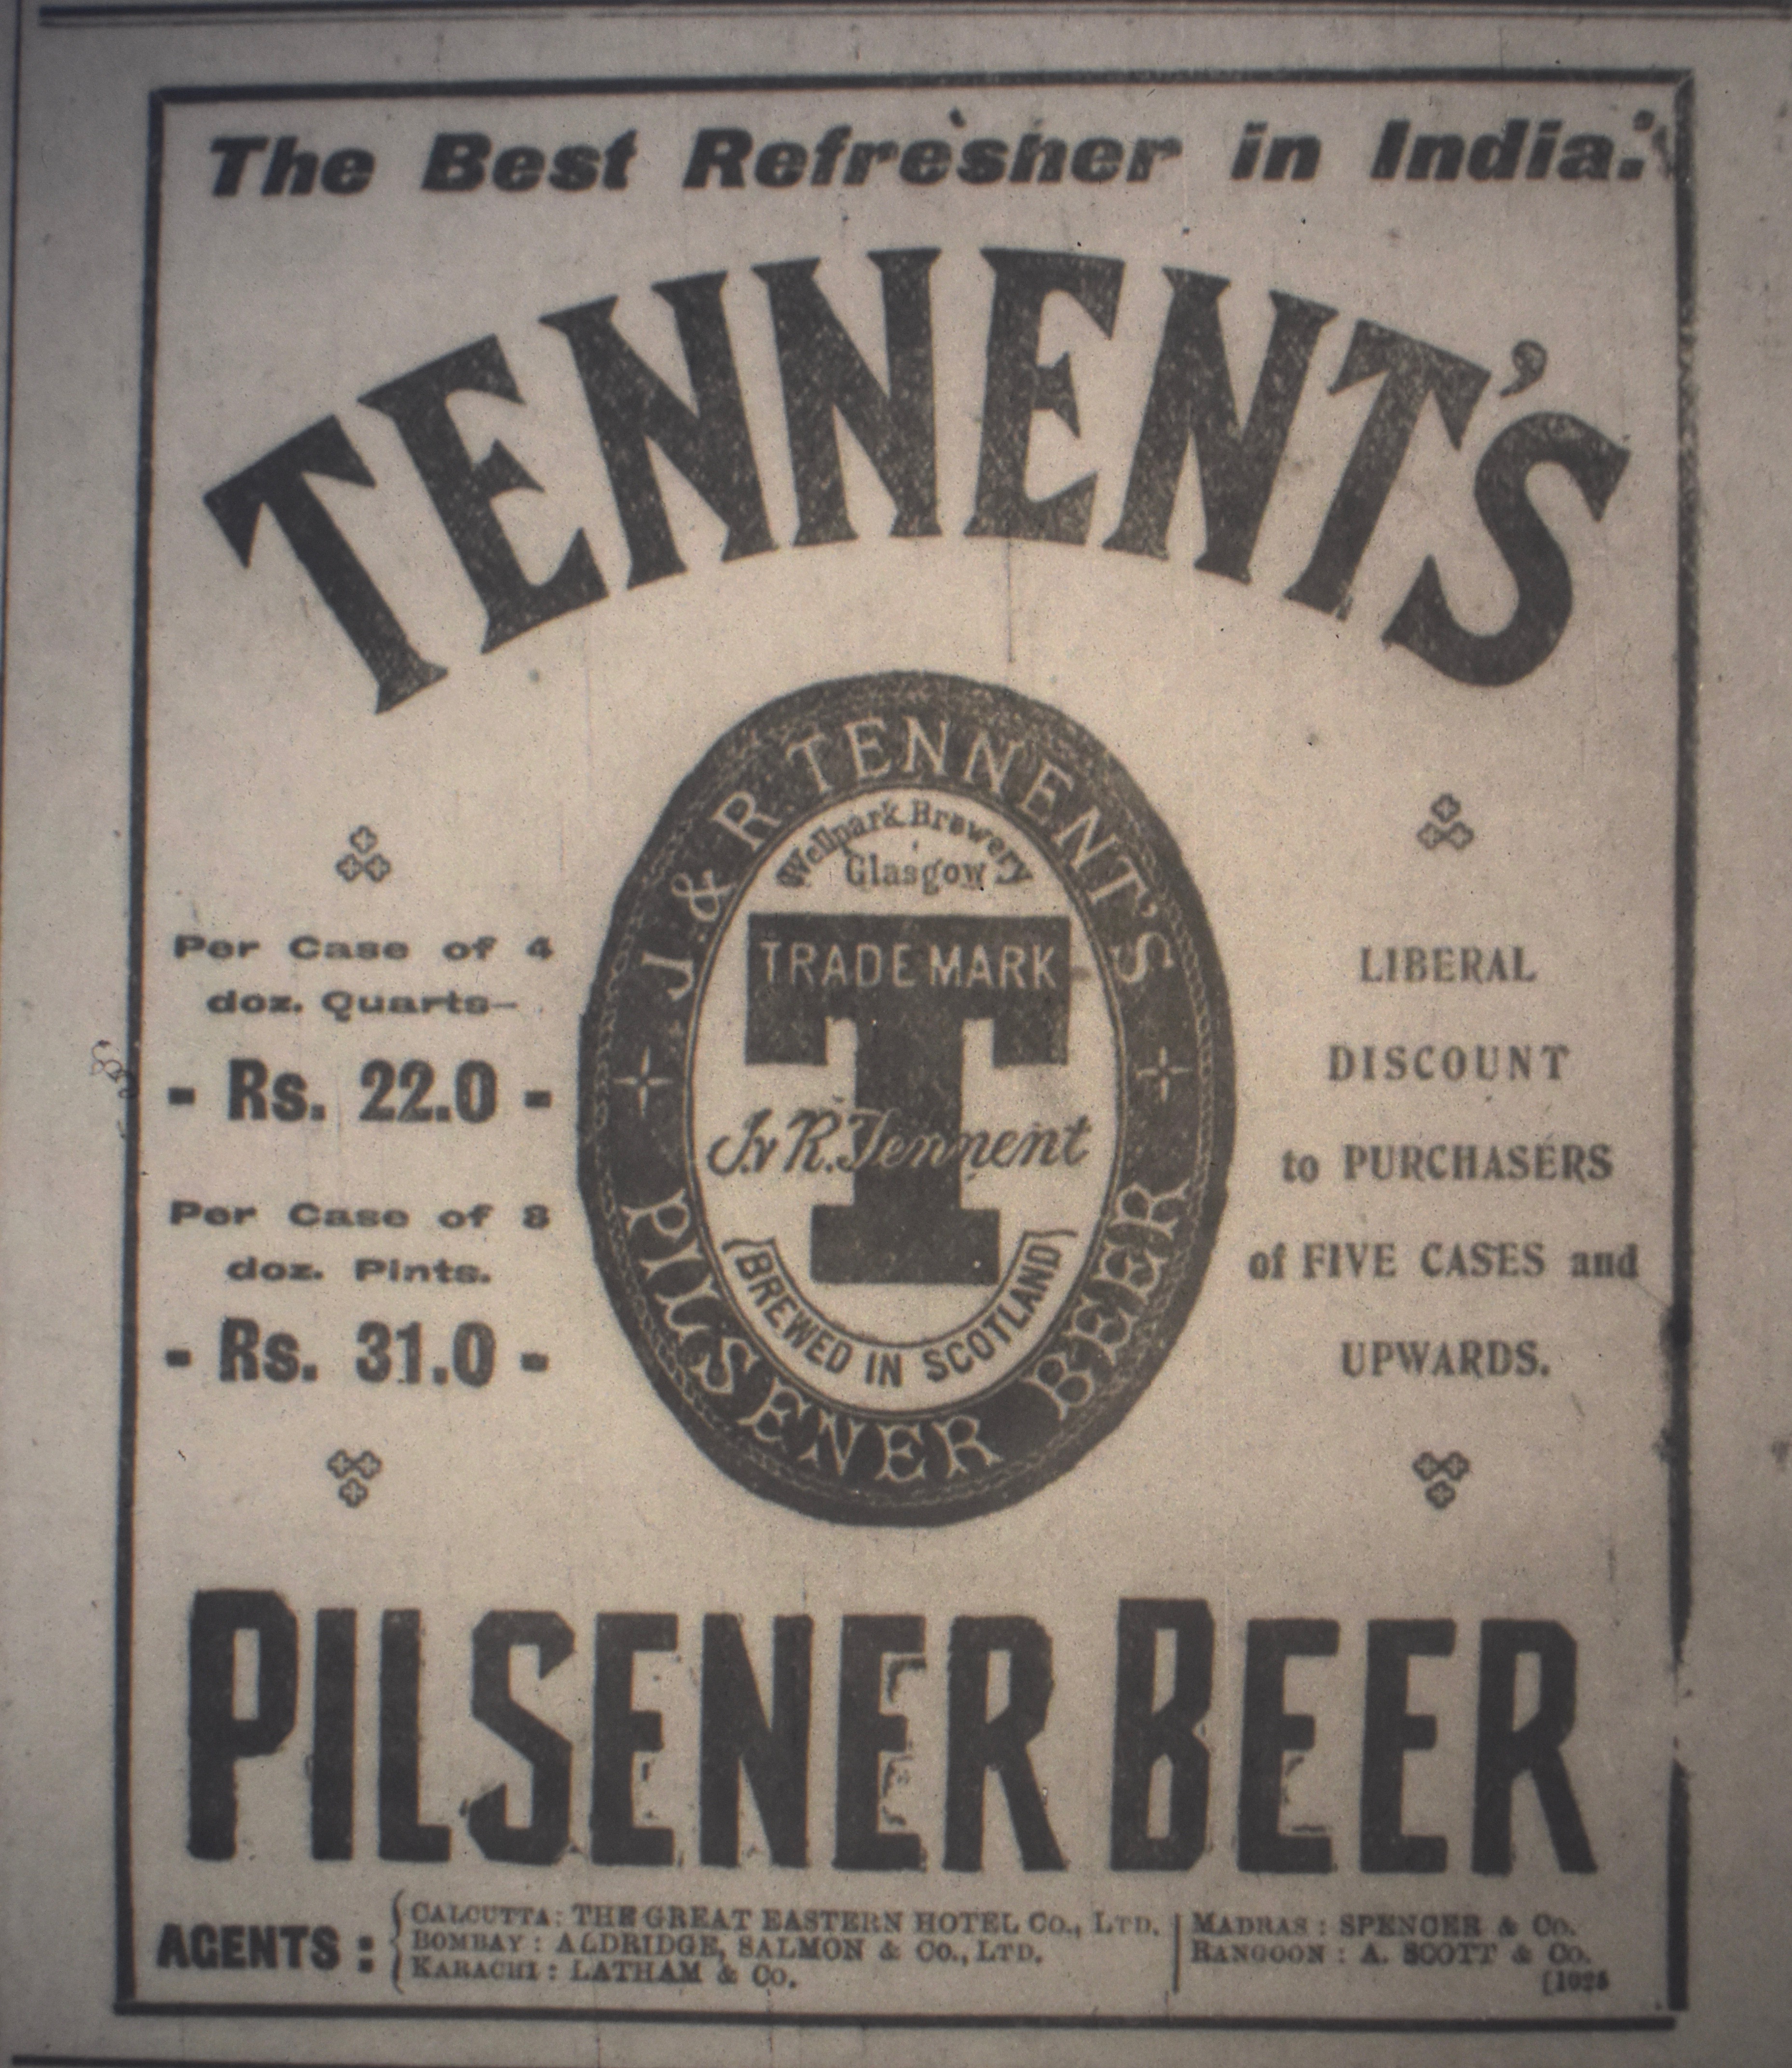 The Best Refresher in India.
TENNENT'S
J & R TENNENT'S
Wellpark Brewery
Glasgow
TRADE MARK
J.& R. Tennent
(BREWED IN SCOTLAND)
PILSENER BEER
Per Case of 4
doz. Quarts—
- Rs. 22.0 -
Per Case of 8
doz. Pints.
- Rs. 31.0 -
LIBERAL
DISCOUNT
to PURCHASERS
of FIVE CASES and
UPWARDS.
PILSENER BEER
AGENTS :
CALCUTTA: THE GREAT EASTERN HOTEL Co., LTD.
BOMBAY : ALDRIDGE, SALMON & Co., LTD.
KARACHI : LATHAM & Co.
MADRAS : SPENCER & Co.
RANGOON : A. SCOTT & Co.